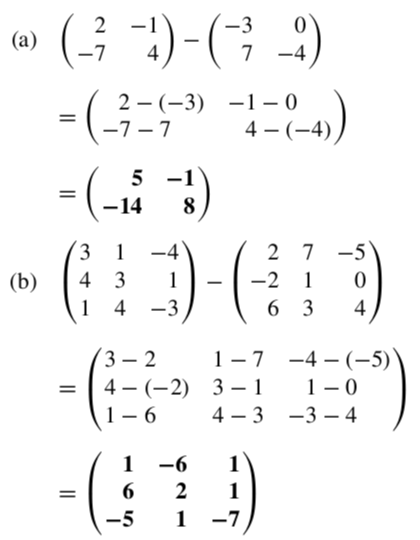 (a) ( 2 −1 ) − ( −3 0 )
−7 4 7 −4
= ( 2 − (−3) −1 − 0 )
−7 − 7 4 − (−4)
= ( 5 −1 )
−14 8
3 1 −4 2 7 −5
(b) ( 4 3 1 ) − ( −2 1 0 )
1 4 −3 6 3 4
3 − 2 1 − 7 −4 − (−5)
= ( 4 − (−2) 3 − 1 1 − 0 )
1 − 6 4 − 3 −3 − 4
1 −6 1
= ( 6 2 1 )
−5 1 −7